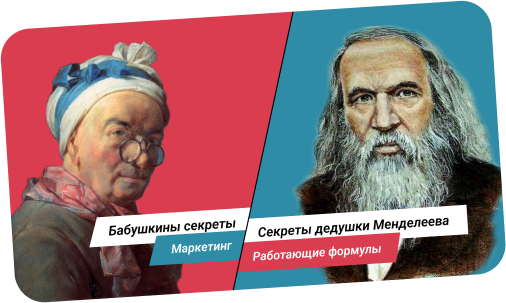 Бабушкины секреты
Маркетинг
Секреты дедушки Менделеева
Работающие формулы